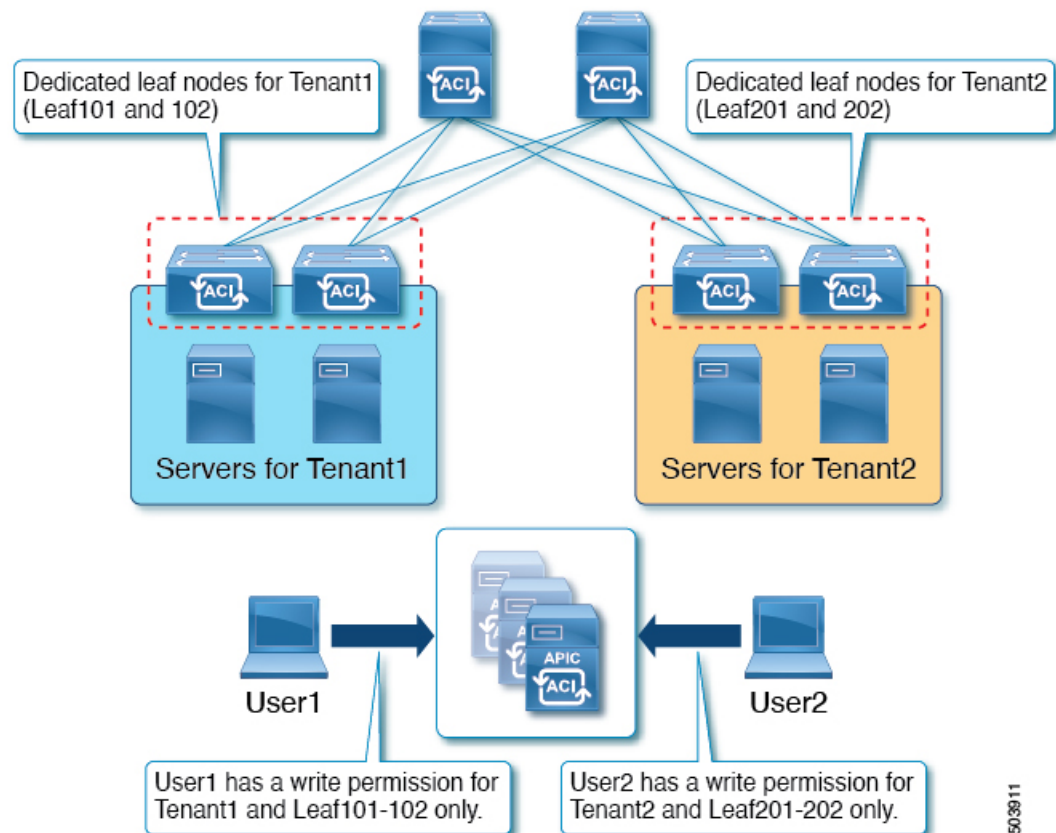 ACI
ACI
Dedicated leaf nodes for Tenant1
(Leaf101 and 102)
Dedicated leaf nodes for Tenant2
(Leaf201 and 202)
ACI
ACI
ACI
ACI
Servers for Tenant1
Servers for Tenant2
APIC
ACI
User1
User2
User1 has a write permission for
Tenant1 and Leaf101-102 only.
User2 has a write permission for
Tenant2 and Leaf201-202 only.
503911